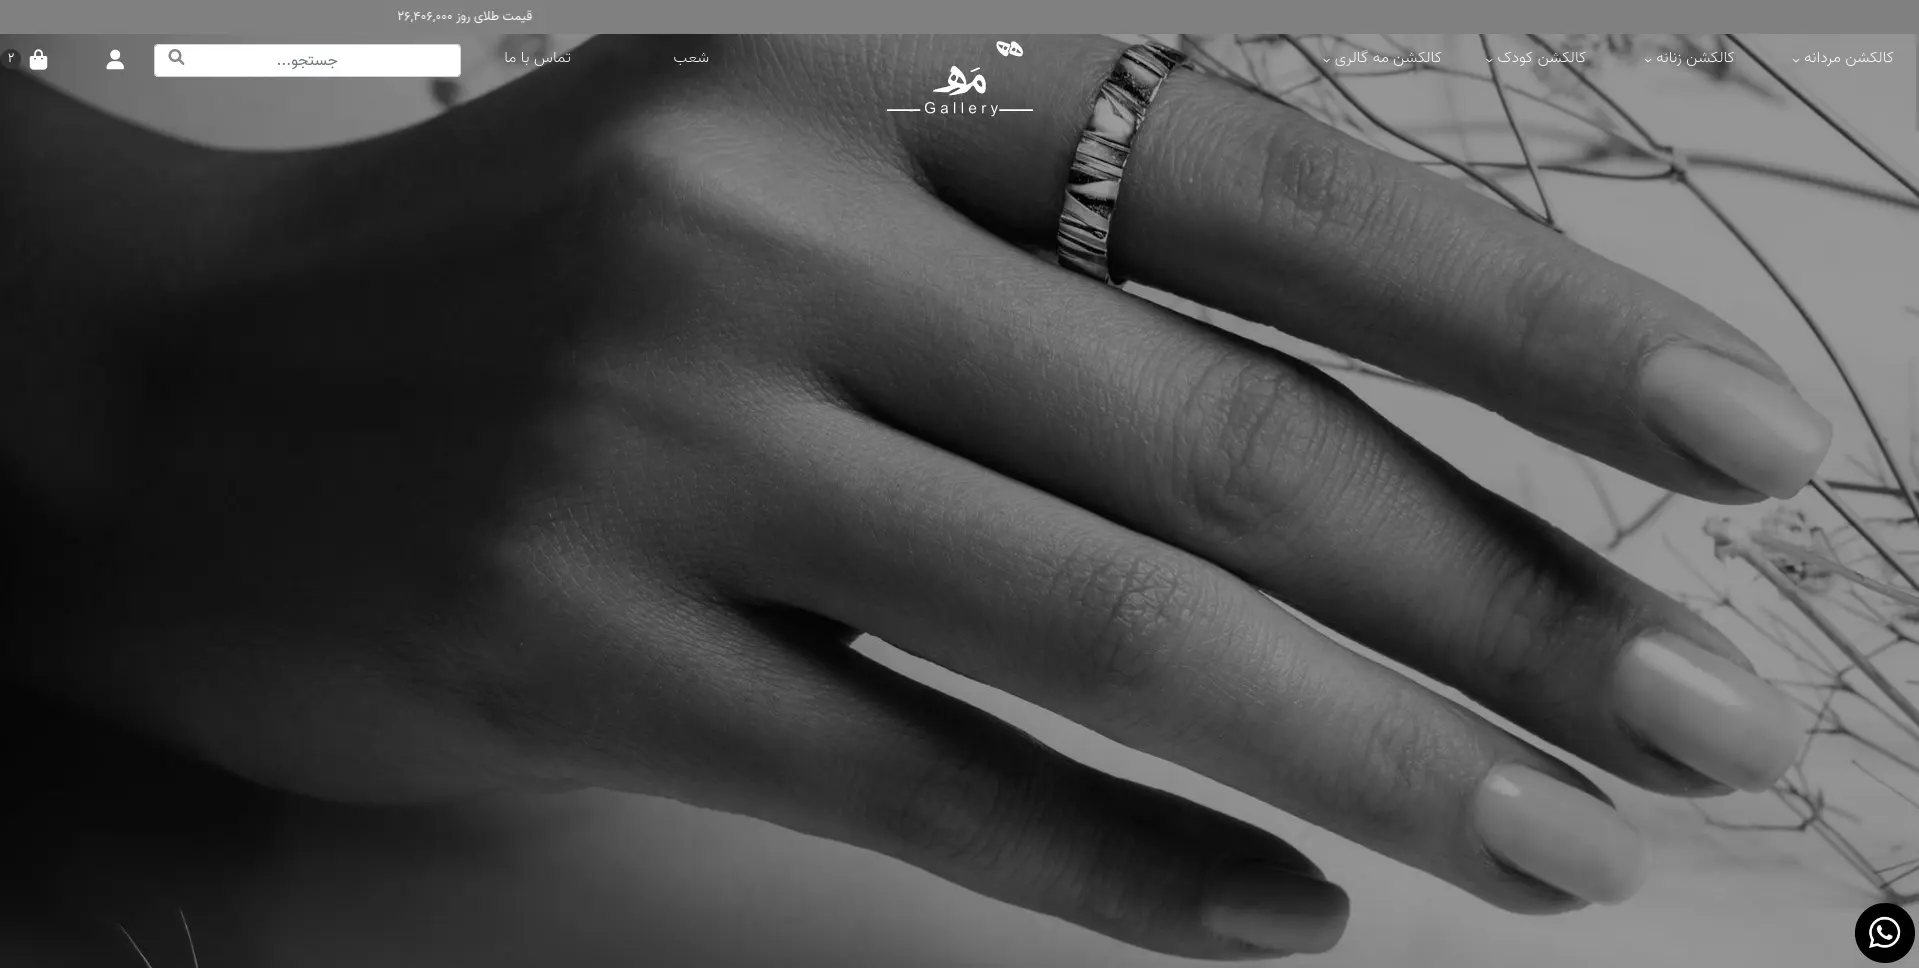 قیمت طلای روز ۲۶,۴۰۶,۰۰۰
کالکشن مردانه
کالکشن زنانه
کالکشن کودک
کالکشن مه گالری
مَه
Gallery
شعب
تماس با ما
جستجو...
۲